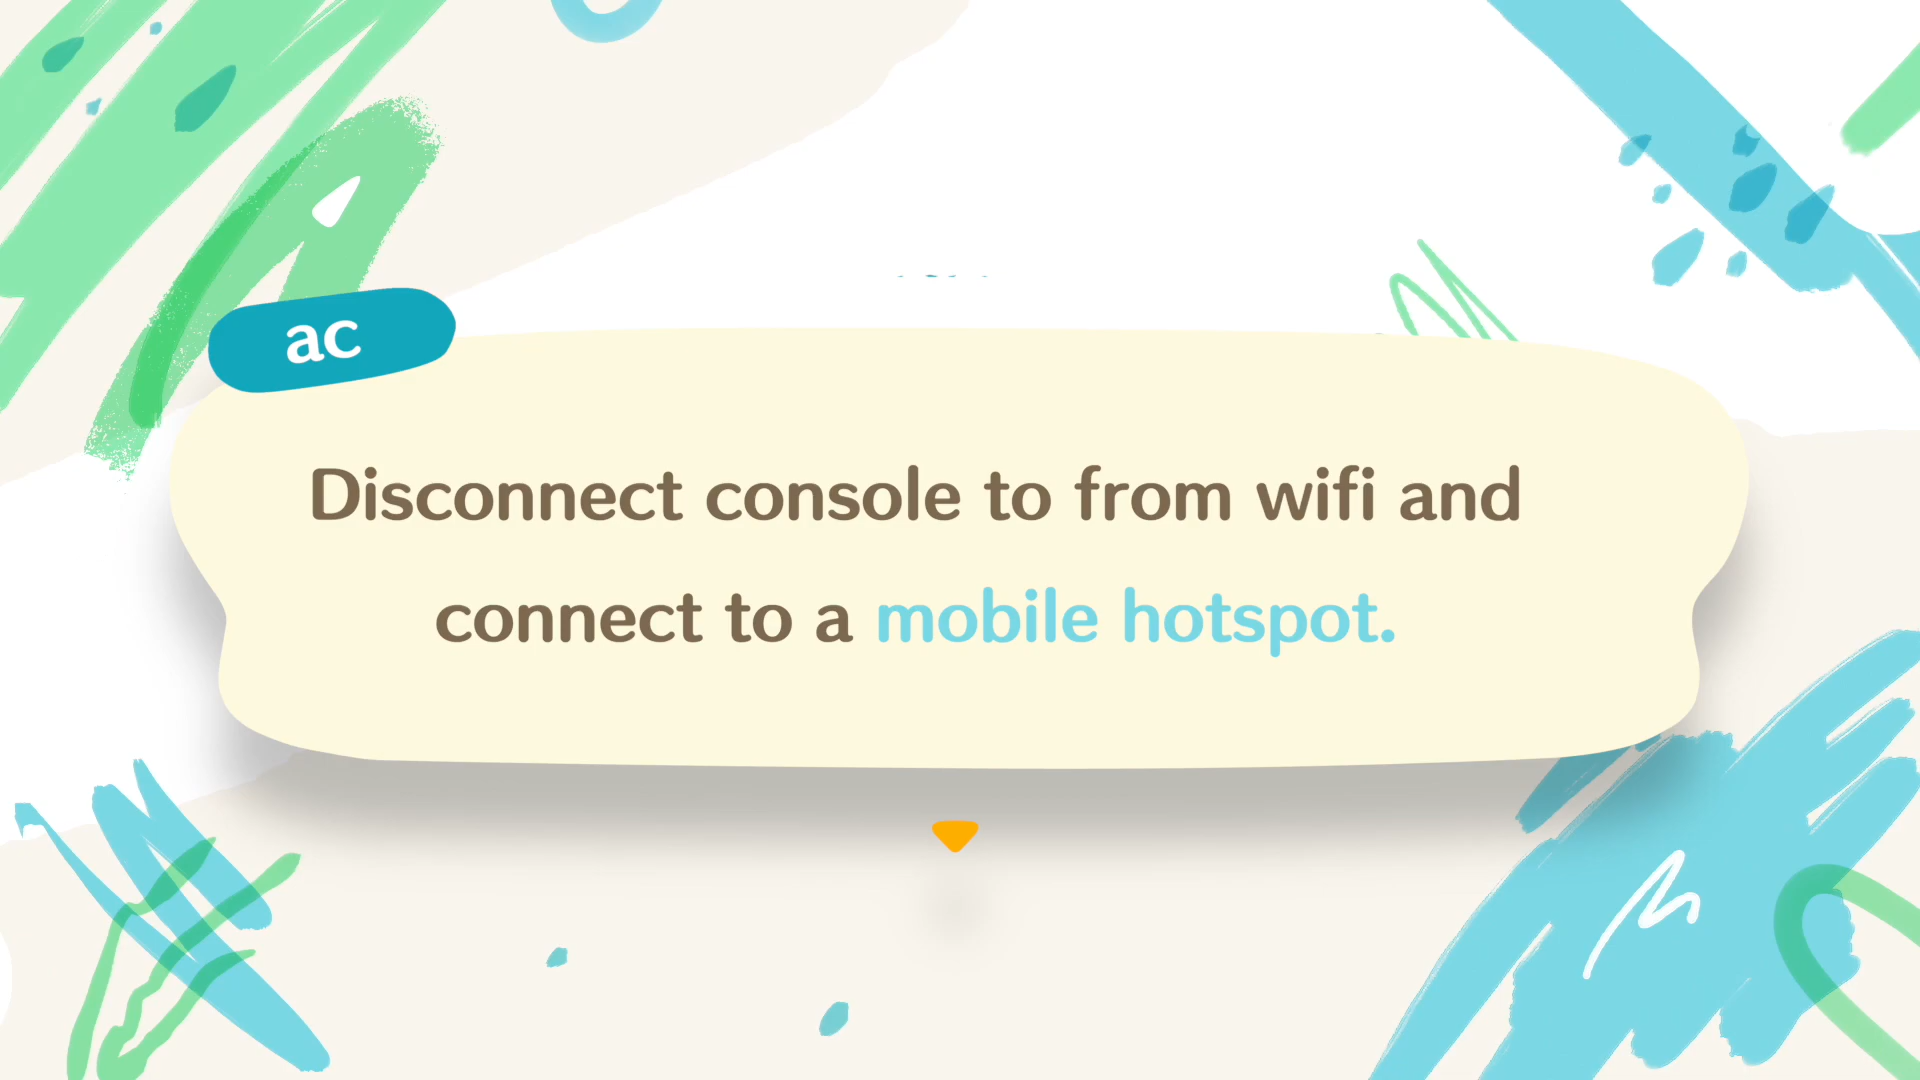 ac
Disconnect console to from wifi and
connect to a mobile hotspot.